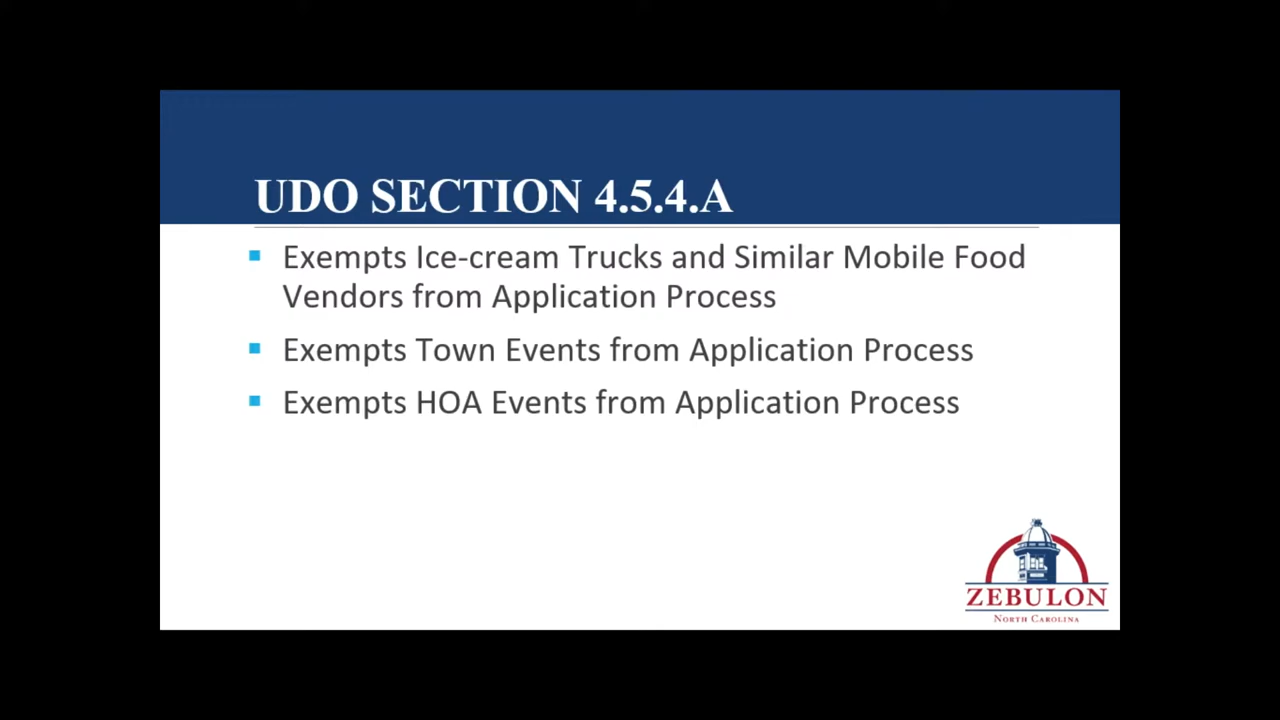 UDO SECTION 4.5.4.A
Exempts Ice-cream Trucks and Similar Mobile Food
Vendors from Application Process
Exempts Town Events from Application Process
Exempts HOA Events from Application Process
ZEBULON
NORTH CAROLINA